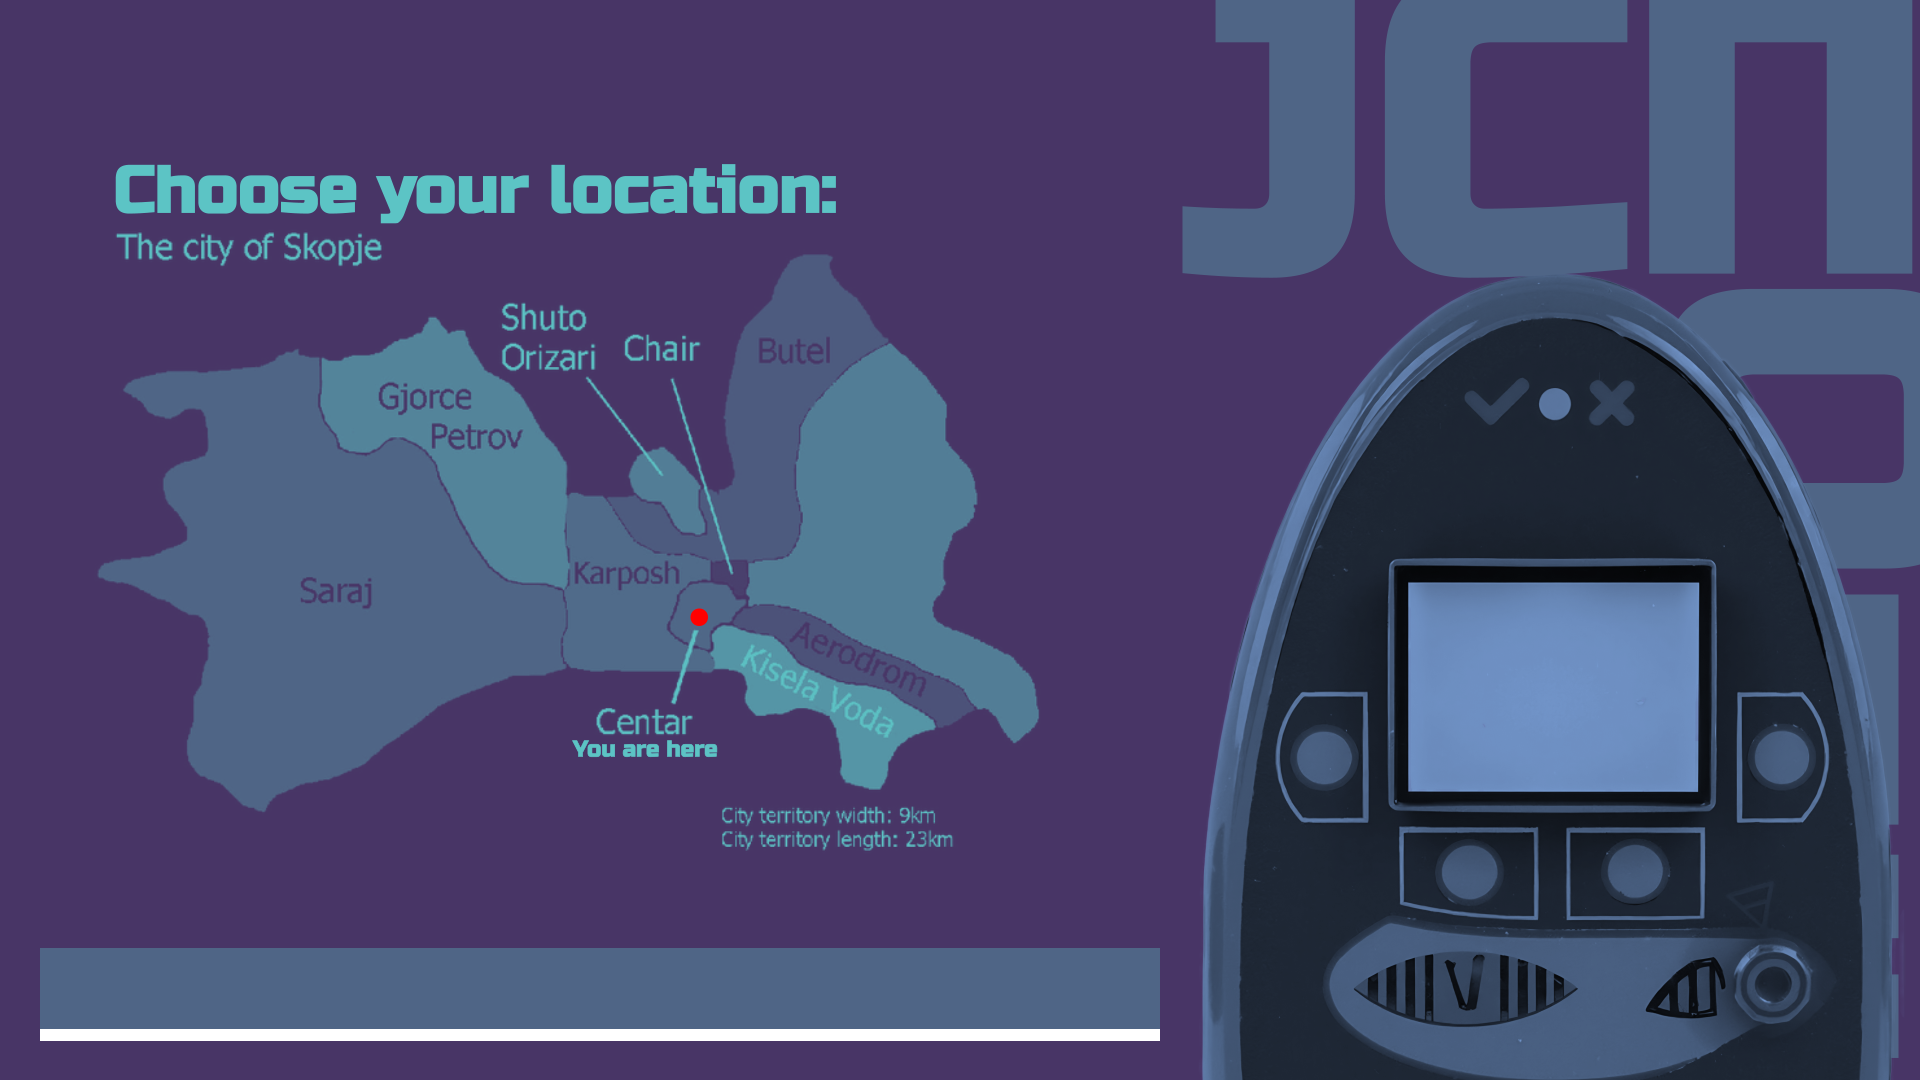 Choose your location:
The city of Skopje
Shuto
Orizari
Chair
Butel
Gjorce
Petrov
Saraj
Karposh
Aerodrom
Kisela Voda
Centar
You are here
City territory width: 9km
City territory length: 23km